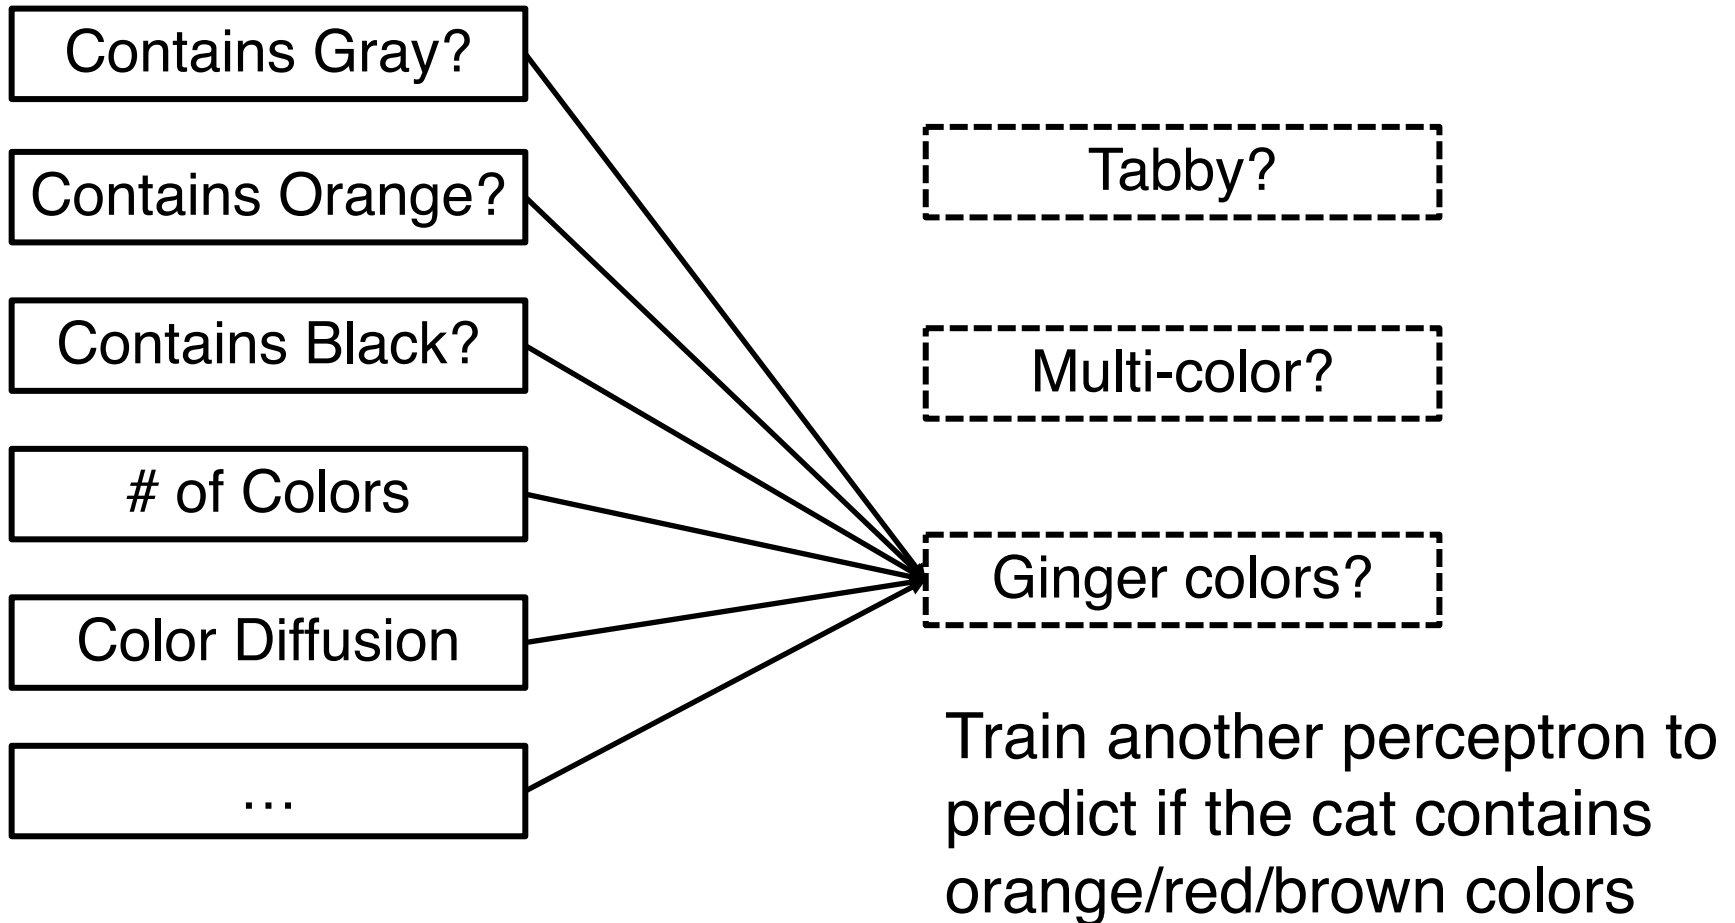 Contains Gray?
Contains Orange?
Contains Black?
# of Colors
Color Diffusion
…
Tabby?
Multi-color?
Ginger colors?
Train another perceptron to
predict if the cat contains
orange/red/brown colors